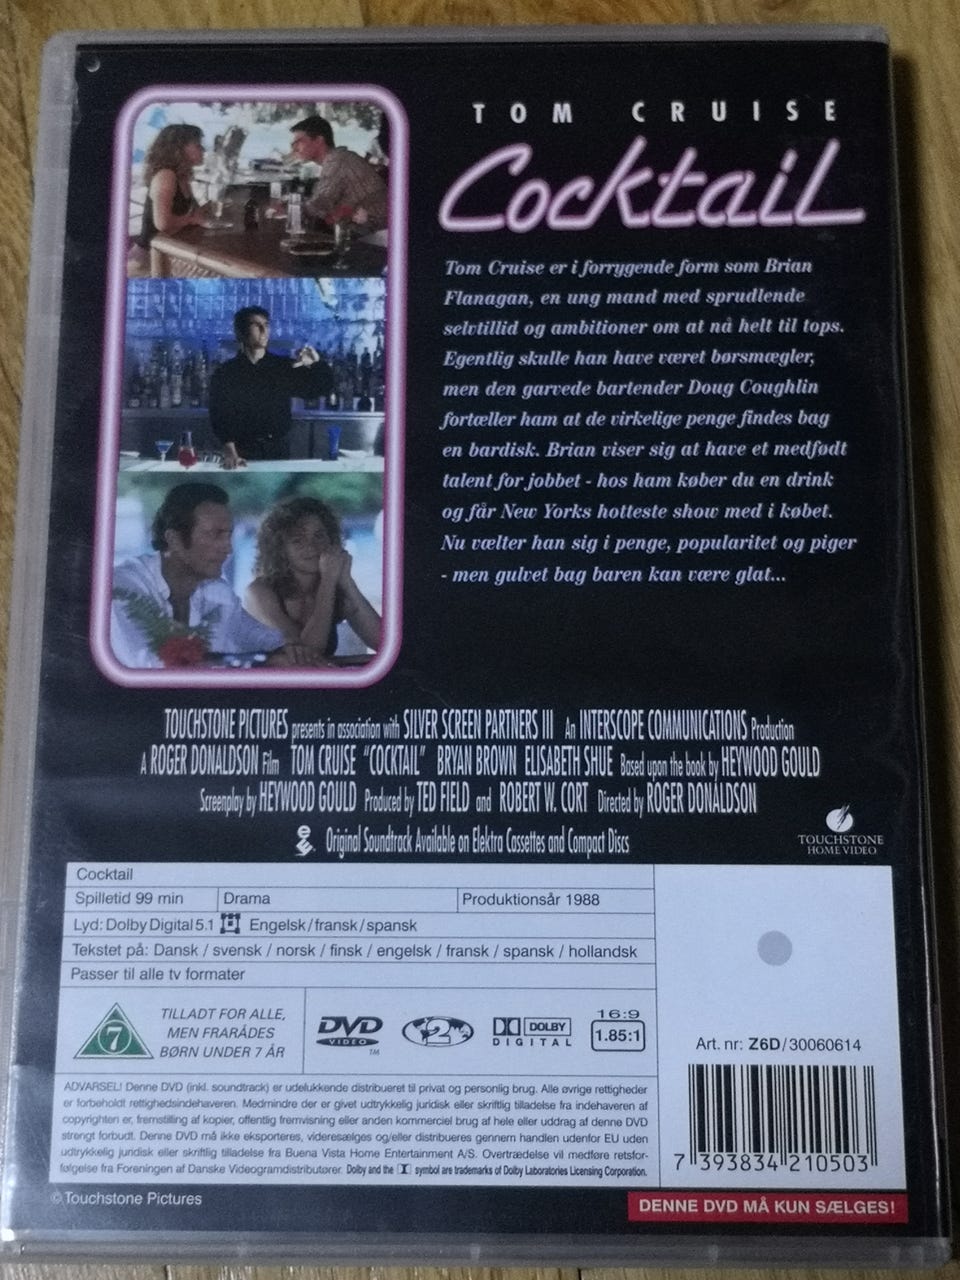 TOM CRUISE
Cocktail
Tom Cruise er i forrygende form som Brian
Flanagan, en ung mand med sprudlende
selvtillid og ambitioner om at nå helt til tops.
Egentlig skulle han have været børsmægler,
men den garvede bartender Doug Coughlin
fortæller ham at de virkelige penge findes bag
en bardisk. Brian viser sig at have et medfødt
talent for jobbet - hos ham køber du en drink
og får New Yorks hotteste show med i købet.
Nu vælter han sig i penge, popularitet og piger
- men gulvet bag baren kan være glat...
TOUCHSTONE PICTURES presents in association with SILVER SCREEN PARTNERS III An INTERSCOPE COMMUNICATIONS Production
A ROGER DONALDSON Film TOM CRUISE "COCKTAIL" BRYAN BROWN ELISABETH SHUE Based upon the book by HEYWOOD GOULD
Screenplay by HEYWOOD GOULD Produced by TED FIELD and ROBERT W. CORT Directed by ROGER DONALDSON
Original Soundtrack Available on Elektra Cassettes and Compact Discs
TOUCHSTONE
HOME VIDEO
Cocktail
Spilletid 99 min Drama Produktionsår 1988
Lyd: Dolby Digital 5.1 Engelsk/fransk/spansk
Tekstet på: Dansk / svensk / norsk / finsk / engelsk / fransk / spansk / hollandsk
Passer til alle tv formater
7
TILLADT FOR ALLE,
MEN FRARÅDES
BØRN UNDER 7 ÅR
DVD
VIDEO
TM
2
DOLBY
DIGITAL
16:9
1.85:1
Art. nr: Z6D/30060614
ADVARSEL! Denne DVD (inkl. soundtrack) er udelukkende distribueret til privat og personlig brug. Alle øvrige rettigheder
er forbeholdt rettighedsindehaveren. Medmindre der er givet udtrykkelig juridisk eller skriftlig tilladelse fra indehaveren af
copyrighten er, fremstilling af kopier, offentlig fremvisning eller anden kommerciel brug af hele eller uddrag af denne DVD
strengt forbudt. Denne DVD må ikke eksporteres, videresælges og/eller distribueres gennem handlen udenfor EU uden
udtrykkelig juridisk eller skriftlig tilladelse fra Buena Vista Home Entertainment A/S. Overtrædelse vil medføre retsfor-
følgelse fra Foreningen af Danske Videogramdistributører. Dolby and the symbol are trademarks of Dolby Laboratories Licensing Corporation.
7 393834 210503
© Touchstone Pictures
DENNE DVD MÅ KUN SÆLGES!